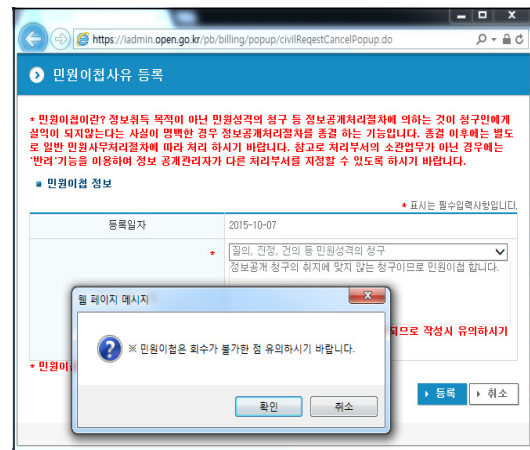 https://iadmin.open.go.kr/pb/billing/popup/civilReqestCancelPopup.do
민원이첩사유 등록
* 민원이첩이란? 정보취득 목적이 아닌 민원성격의 청구 등 정보공개처리절차에 의하는 것이 청구인에게
실익이 되지않는다는 사실이 명백한 경우 정보공개처리절차를 종결 하는 기능입니다. 종결 이후에는 별도
로 일반 민원사무처리절차에 따라 처리 하시기 바랍니다. 참고로 처리부서의 소관업무가 아닌 경우에는
'반려'기능을 이용하여 정보 공개관리자가 다른 처리부서를 지정할 수 있도록 하시기 바랍니다.
민원이첩 정보
* 표시는 필수입력사항입니다.
등록일자 2015-10-07
* 질의, 진정, 건의 등 민원성격의 청구
정보공개 청구의 취지에 맞지 않는 청구이므로 민원이첩 합니다.
웹 페이지 메시지
되므로 작성시 유의하시기
※ 민원이첩은 회수가 불가한 점 유의하시기 바랍니다.
* 민원이
확인 취소
등록 취소